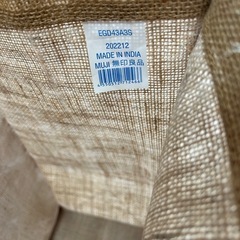 EGD43A3S
202212
MADE IN INDIA
MUJI 無印良品